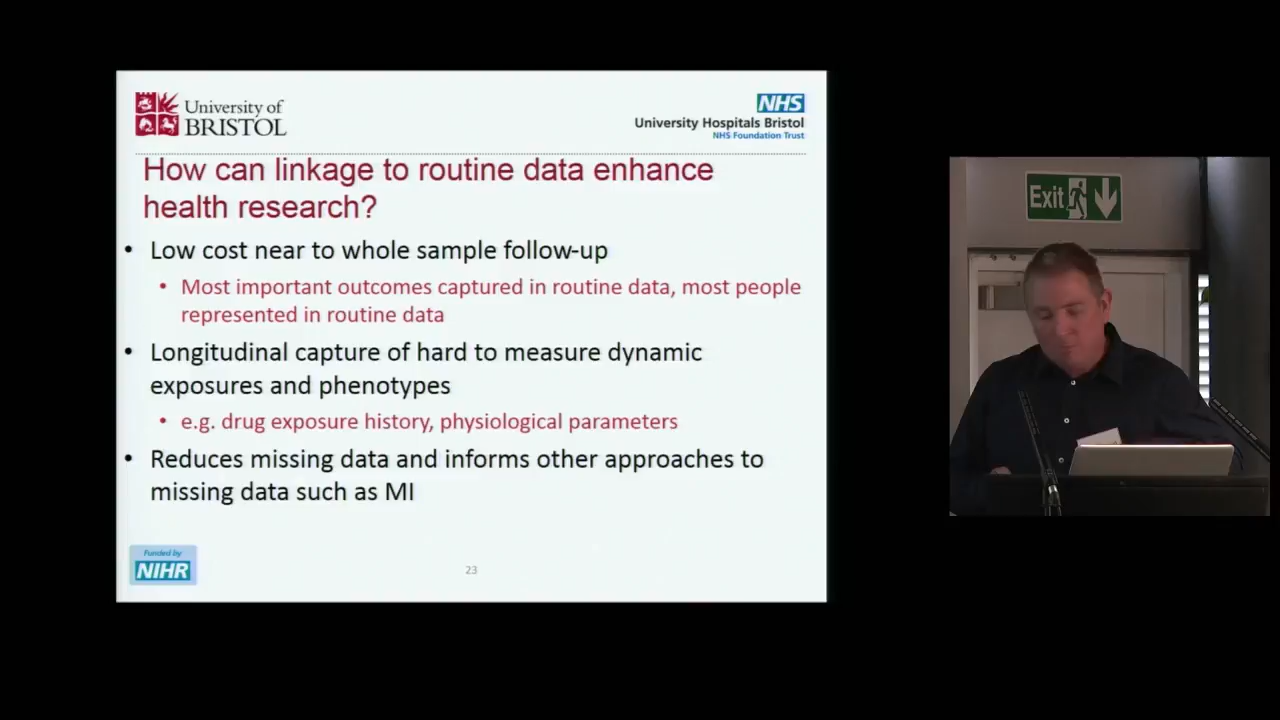 University of
BRISTOL
NHS
University Hospitals Bristol
NHS Foundation Trust
How can linkage to routine data enhance
health research?
• Low cost near to whole sample follow-up
• Most important outcomes captured in routine data, most people
represented in routine data
• Longitudinal capture of hard to measure dynamic
exposures and phenotypes
• e.g. drug exposure history, physiological parameters
• Reduces missing data and informs other approaches to
missing data such as MI
Funded by
NIHR
23
Exit